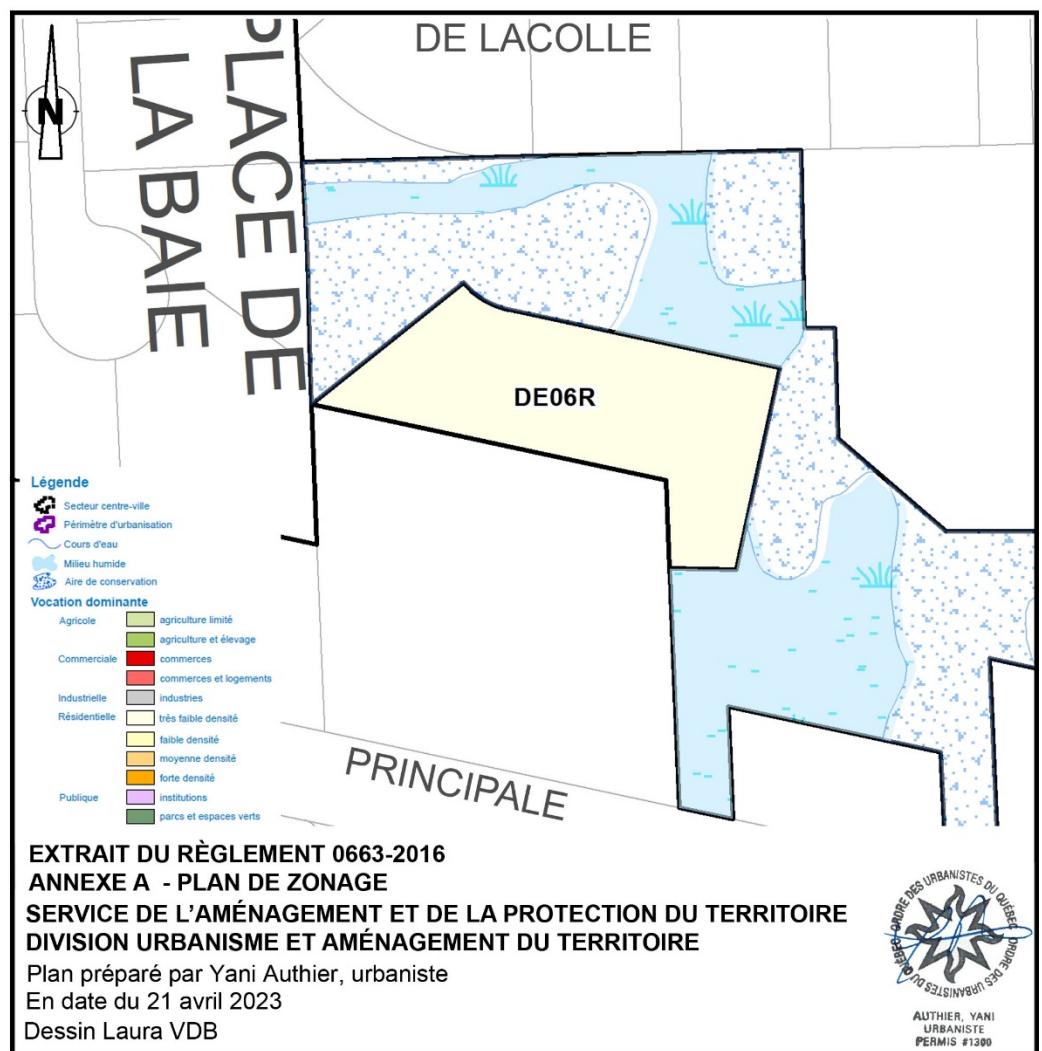 DE LACOLLE
PLACE DE
LA BAIE
N
DE06R
Légende
Secteur centre-ville
Périmètre d'urbanisation
Cours d'eau
Milieu humide
Aire de conservation
Vocation dominante
Agricole agriculture limité
agriculture et élevage
Commerciale commerces
commerces et logements
Industrielle industries
Résidentielle très faible densité
faible densité
moyenne densité
forte densité
Publique institutions
parcs et espaces verts
PRINCIPALE
EXTRAIT DU RÈGLEMENT 0663-2016
ANNEXE A - PLAN DE ZONAGE
SERVICE DE L'AMÉNAGEMENT ET DE LA PROTECTION DU TERRITOIRE
DIVISION URBANISME ET AMÉNAGEMENT DU TERRITOIRE
Plan préparé par Yani Authier, urbaniste
En date du 21 avril 2023
Dessin Laura VDB
ORDRE DES URBANISTES DU QUÉBEC
ORDRE DES URBANISTES DU QUÉBEC
AUTHIER, YANI
URBANISTE
PERMIS #1300